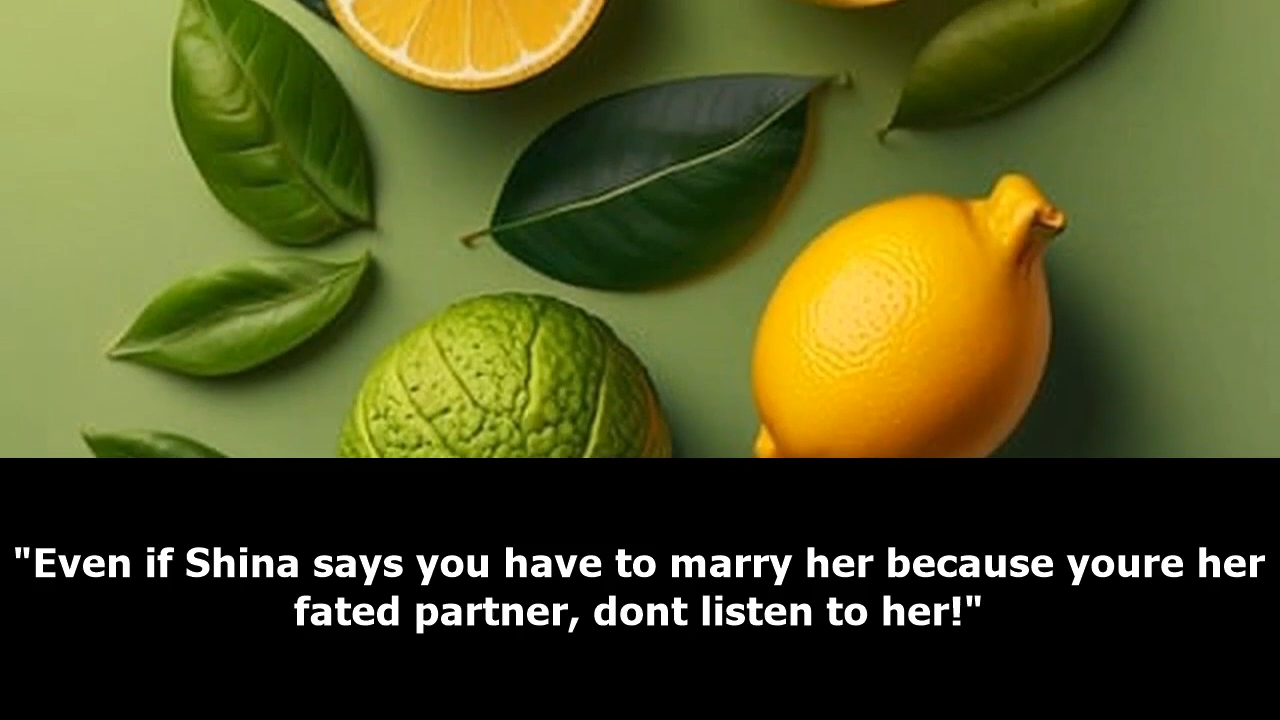 "Even if Shina says you have to marry her because youre her
fated partner, dont listen to her!"